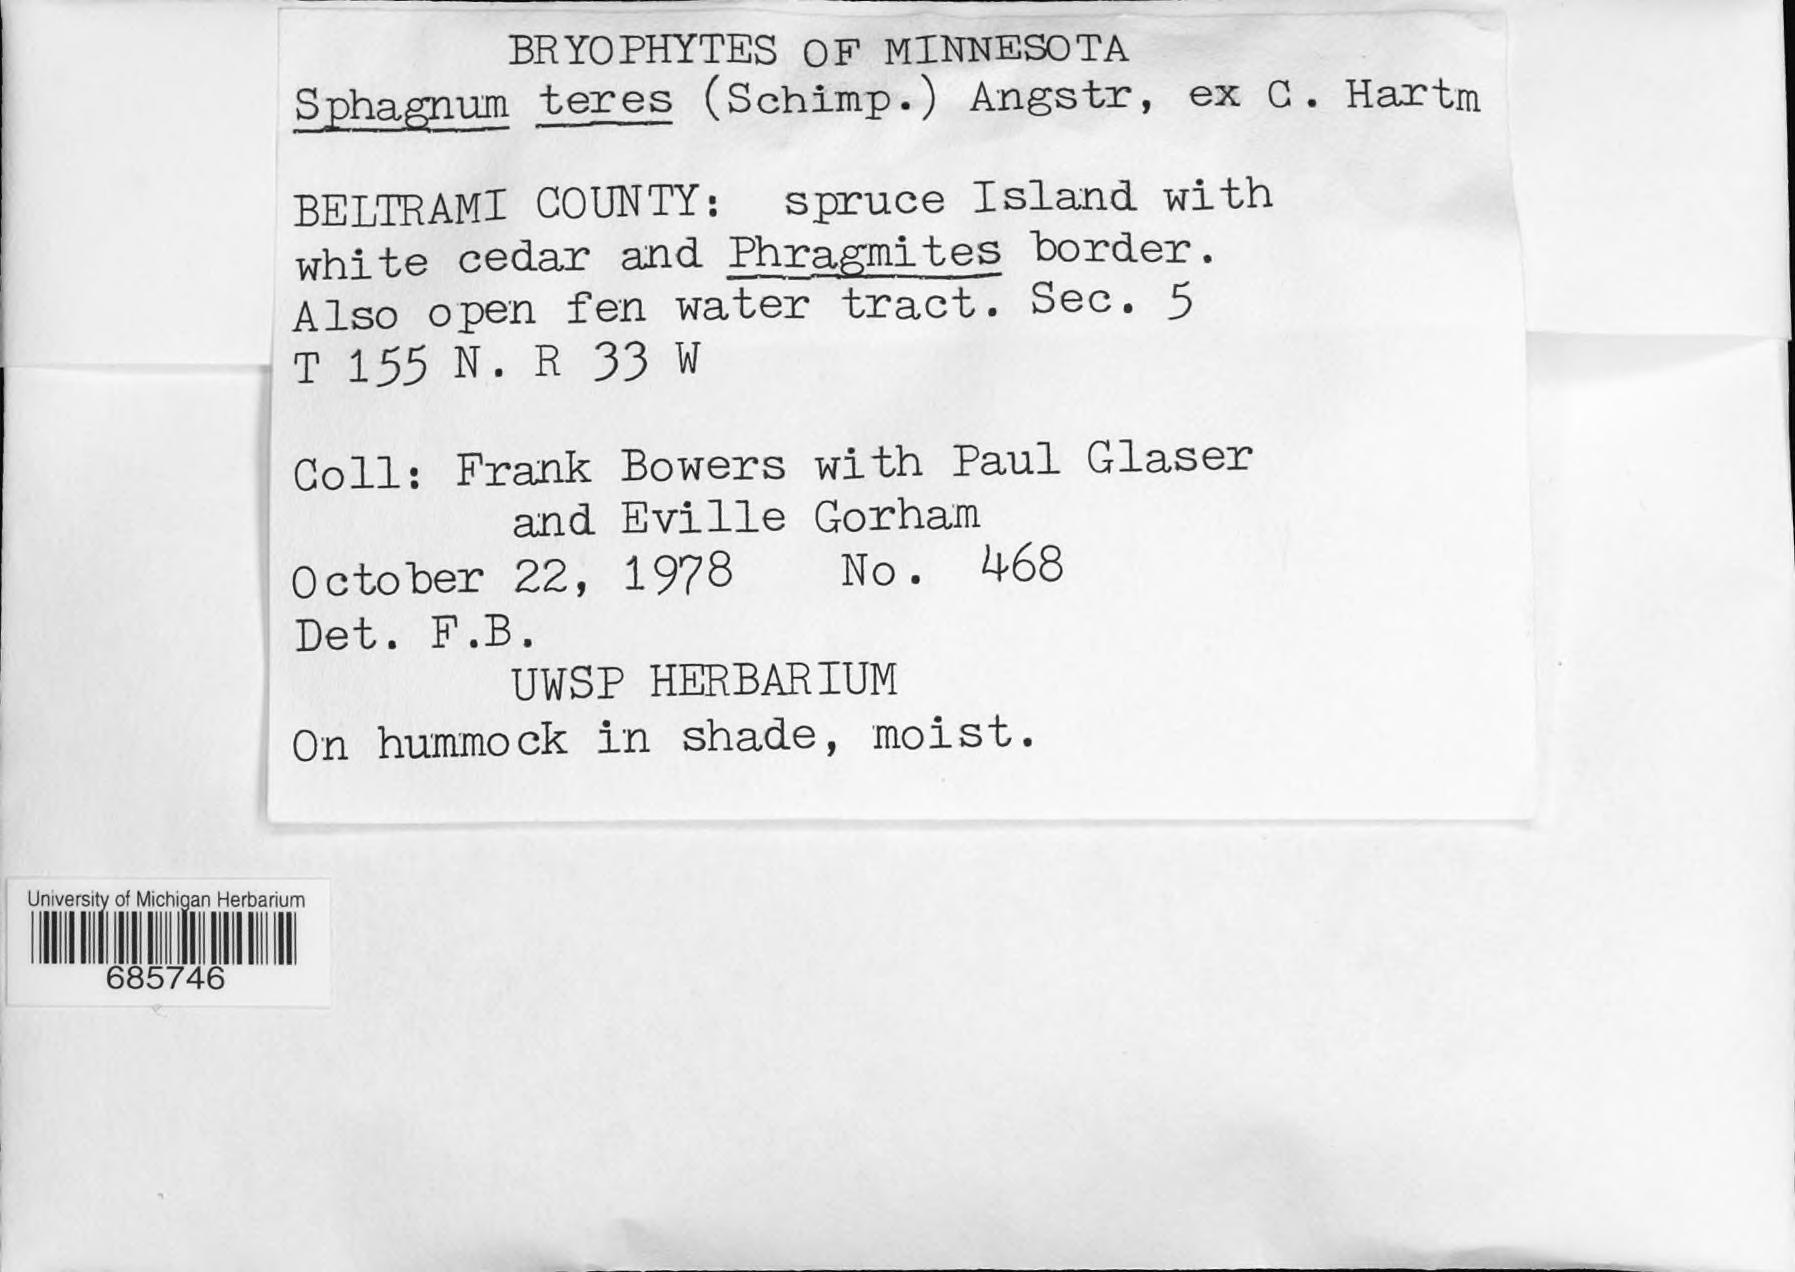 BRYOPHYTES OF MINNESOTA
Sphagnum teres (Schimp.) Angstr, ex C. Hartm
BELTRAMI COUNTY: spruce Island with
white cedar and Phragmites border.
Also open fen water tract. Sec. 5
T 155 N. R 33 W
Coll: Frank Bowers with Paul Glaser
and Eville Gorham
October 22, 1978 No. 468
Det. F.B.
UWSP HERBARIUM
On hummock in shade, moist.
University of Michigan Herbarium
685746